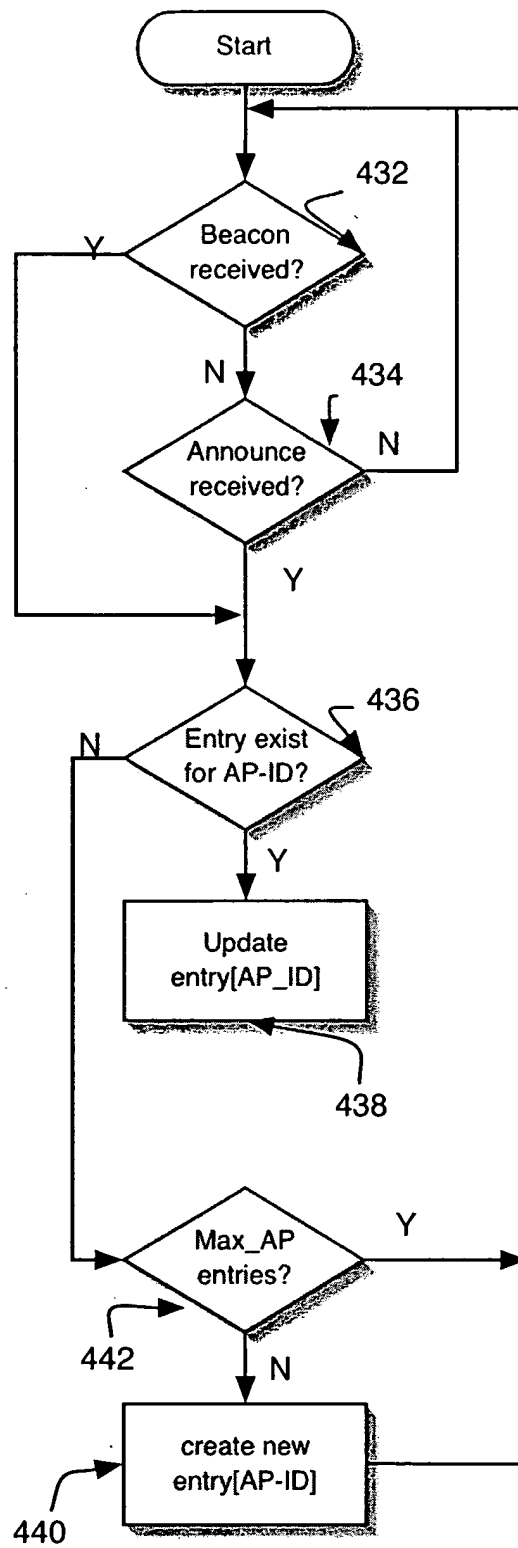 Start
432
Y
Beacon
received?
N
434
Announce
received?
N
Y
436
N
Entry exist
for AP-ID?
Y
Update
entry[AP_ID]
438
Max_AP
entries?
Y
442
N
create new
entry[AP-ID]
440